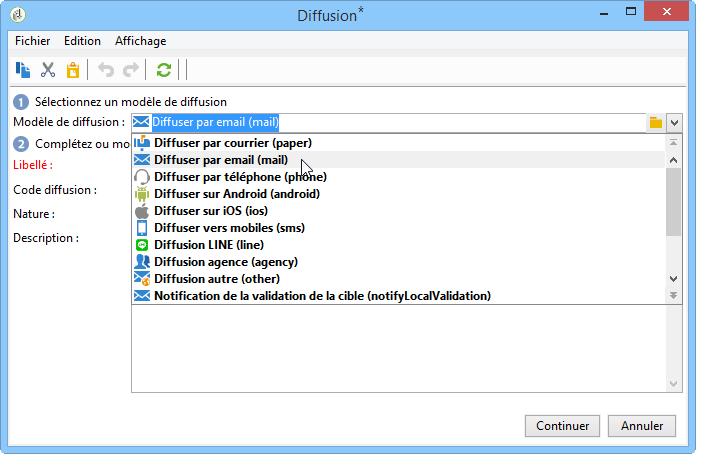 Diffusion*
Fichier Edition Affichage
1 Sélectionnez un modèle de diffusion
Modèle de diffusion : Diffuser par email (mail)
2 Complétez ou mo
Diffuser par courrier (paper)
Libellé :
Diffuser par email (mail)
Diffuser par téléphone (phone)
Code diffusion :
Diffuser sur Android (android)
Nature :
Diffuser sur iOS (ios)
Diffuser vers mobiles (sms)
Description :
Diffusion LINE (line)
Diffusion agence (agency)
Diffusion autre (other)
Notification de la validation de la cible (notifyLocalValidation)
Continuer Annuler